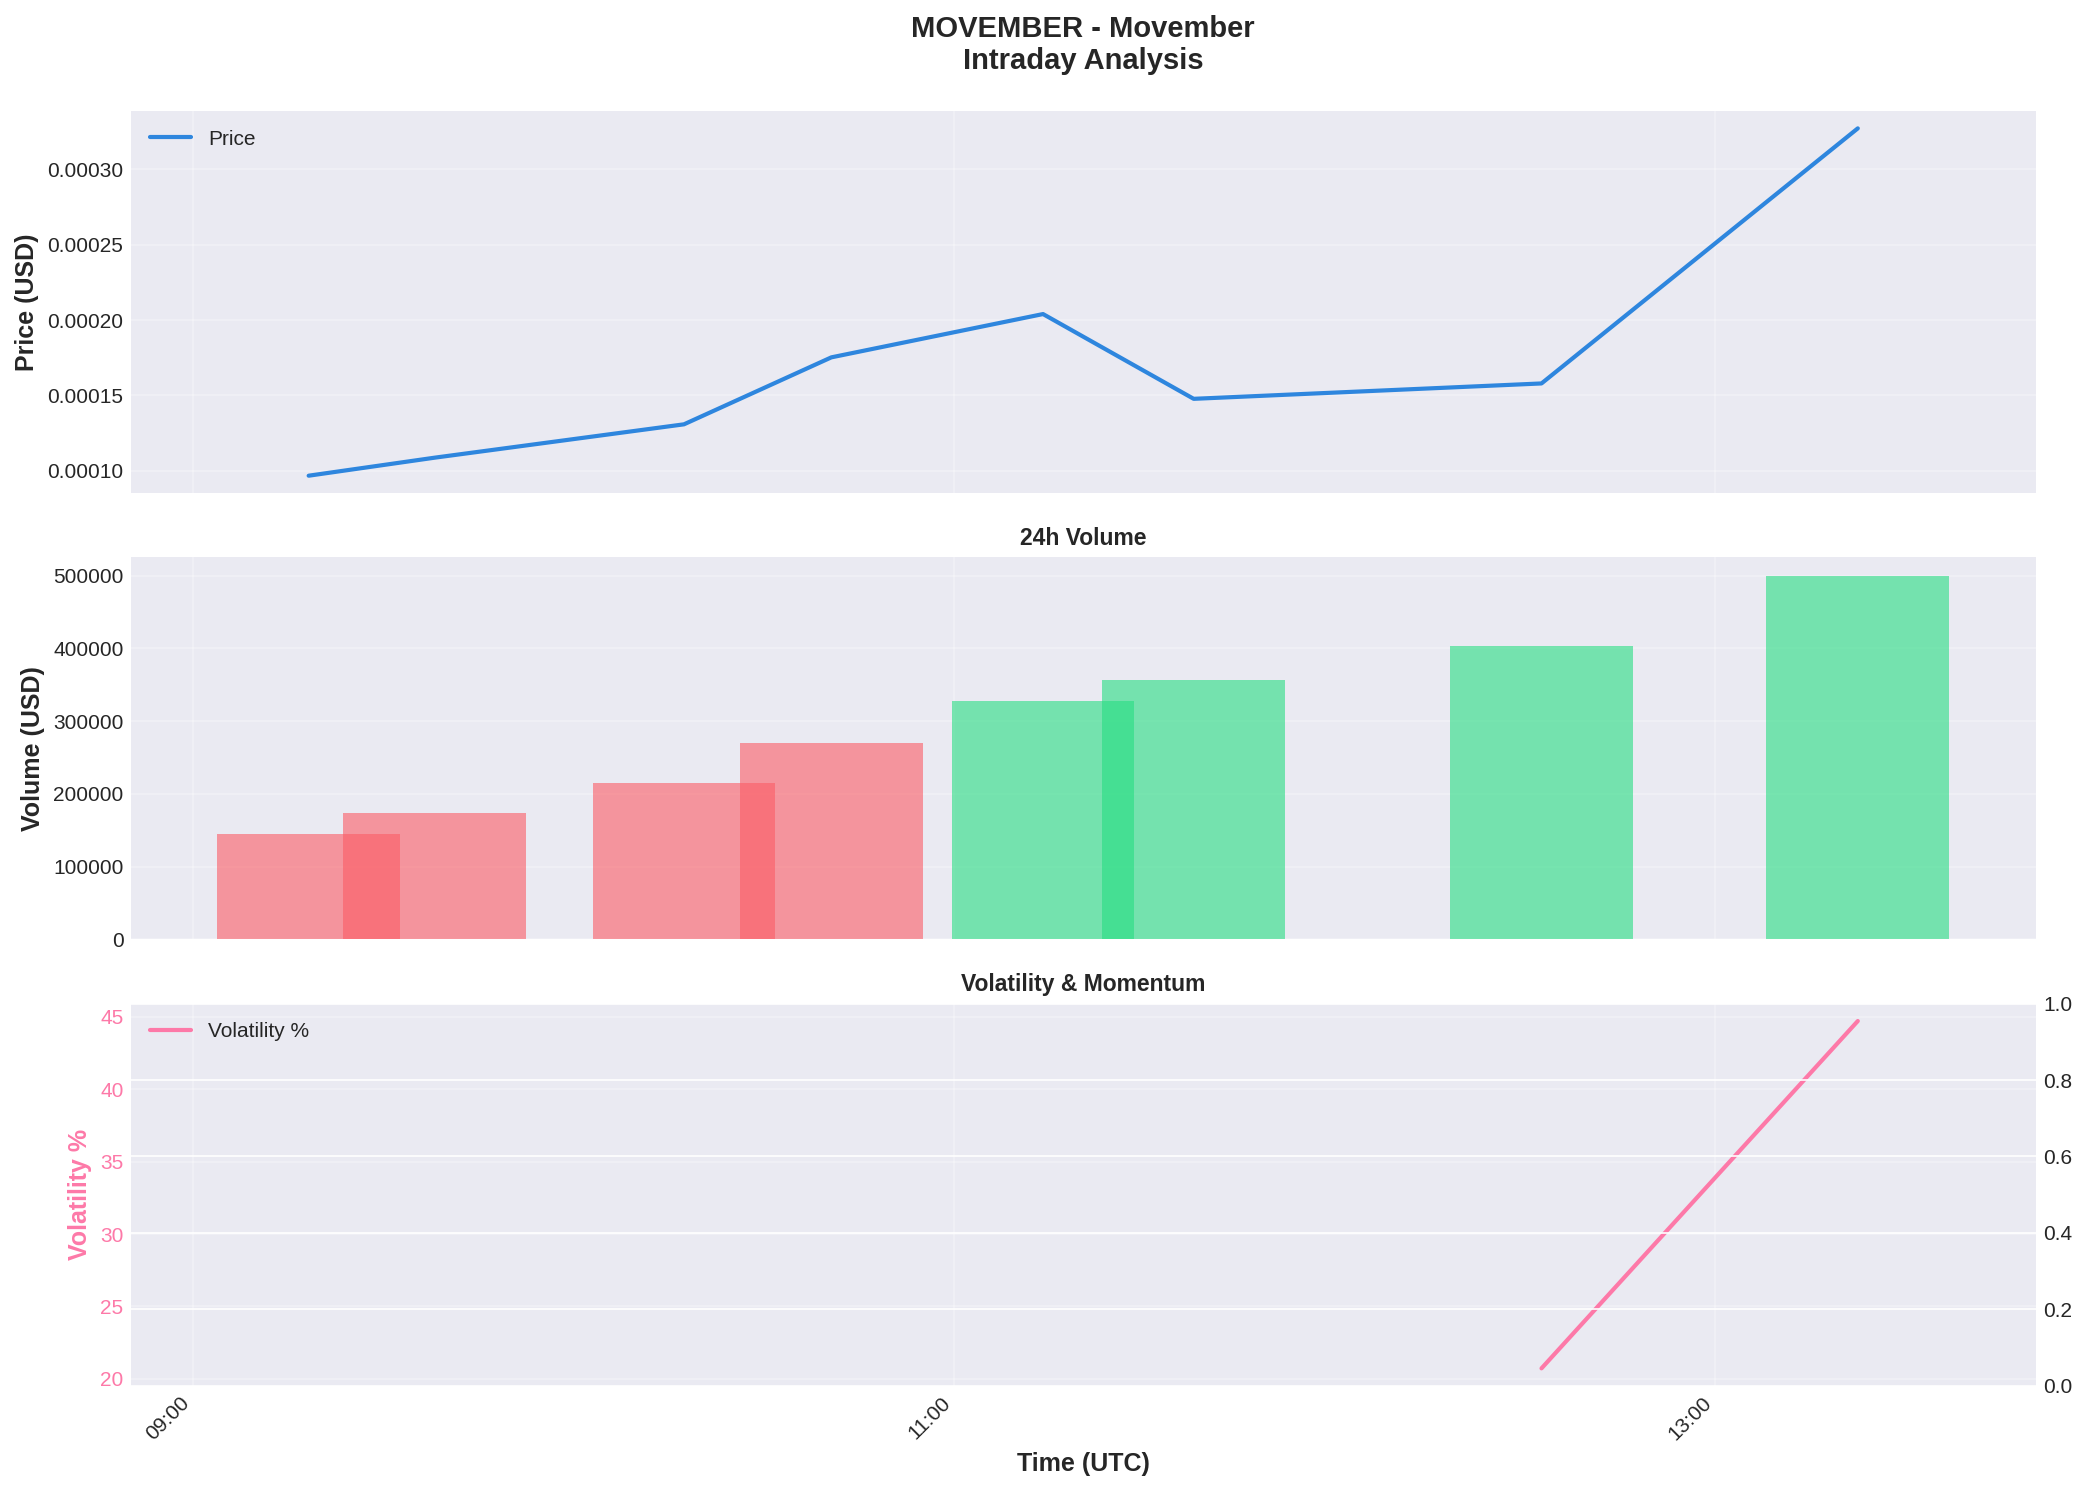 MOVEMBER - Movember
Intraday Analysis
Price
0.00030
0.00025
0.00020
0.00015
0.00010
Price (USD)
24h Volume
500000
400000
300000
200000
100000
0
Volume (USD)
Volatility & Momentum
Volatility %
45
40
35
30
25
20
Volatility %
1.0
0.8
0.6
0.4
0.2
0.0
09:00
11:00
13:00
Time (UTC)